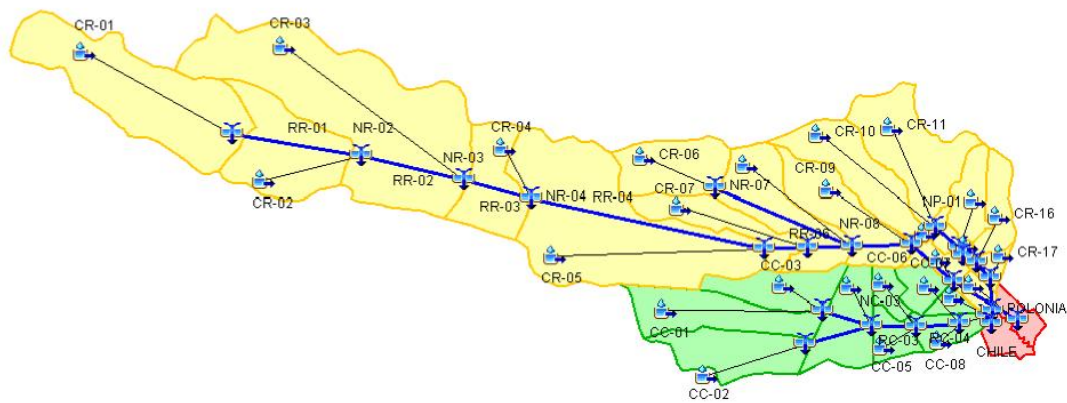 CR-01
CR-03
RR-01
NR-02
CR-04
CR-02
RR-02
NR-03
RR-03
NR-04
RR-04
CR-05
CR-06
CR-07
NR-07
CR-10
CR-11
CR-09
NP-01
CR-16
CR-17
NR-08
CC-03
CC-06
CC-01
NC-03
POLONIA
RC-03
RC-04
CHILE
CC-05
CC-08
CC-02